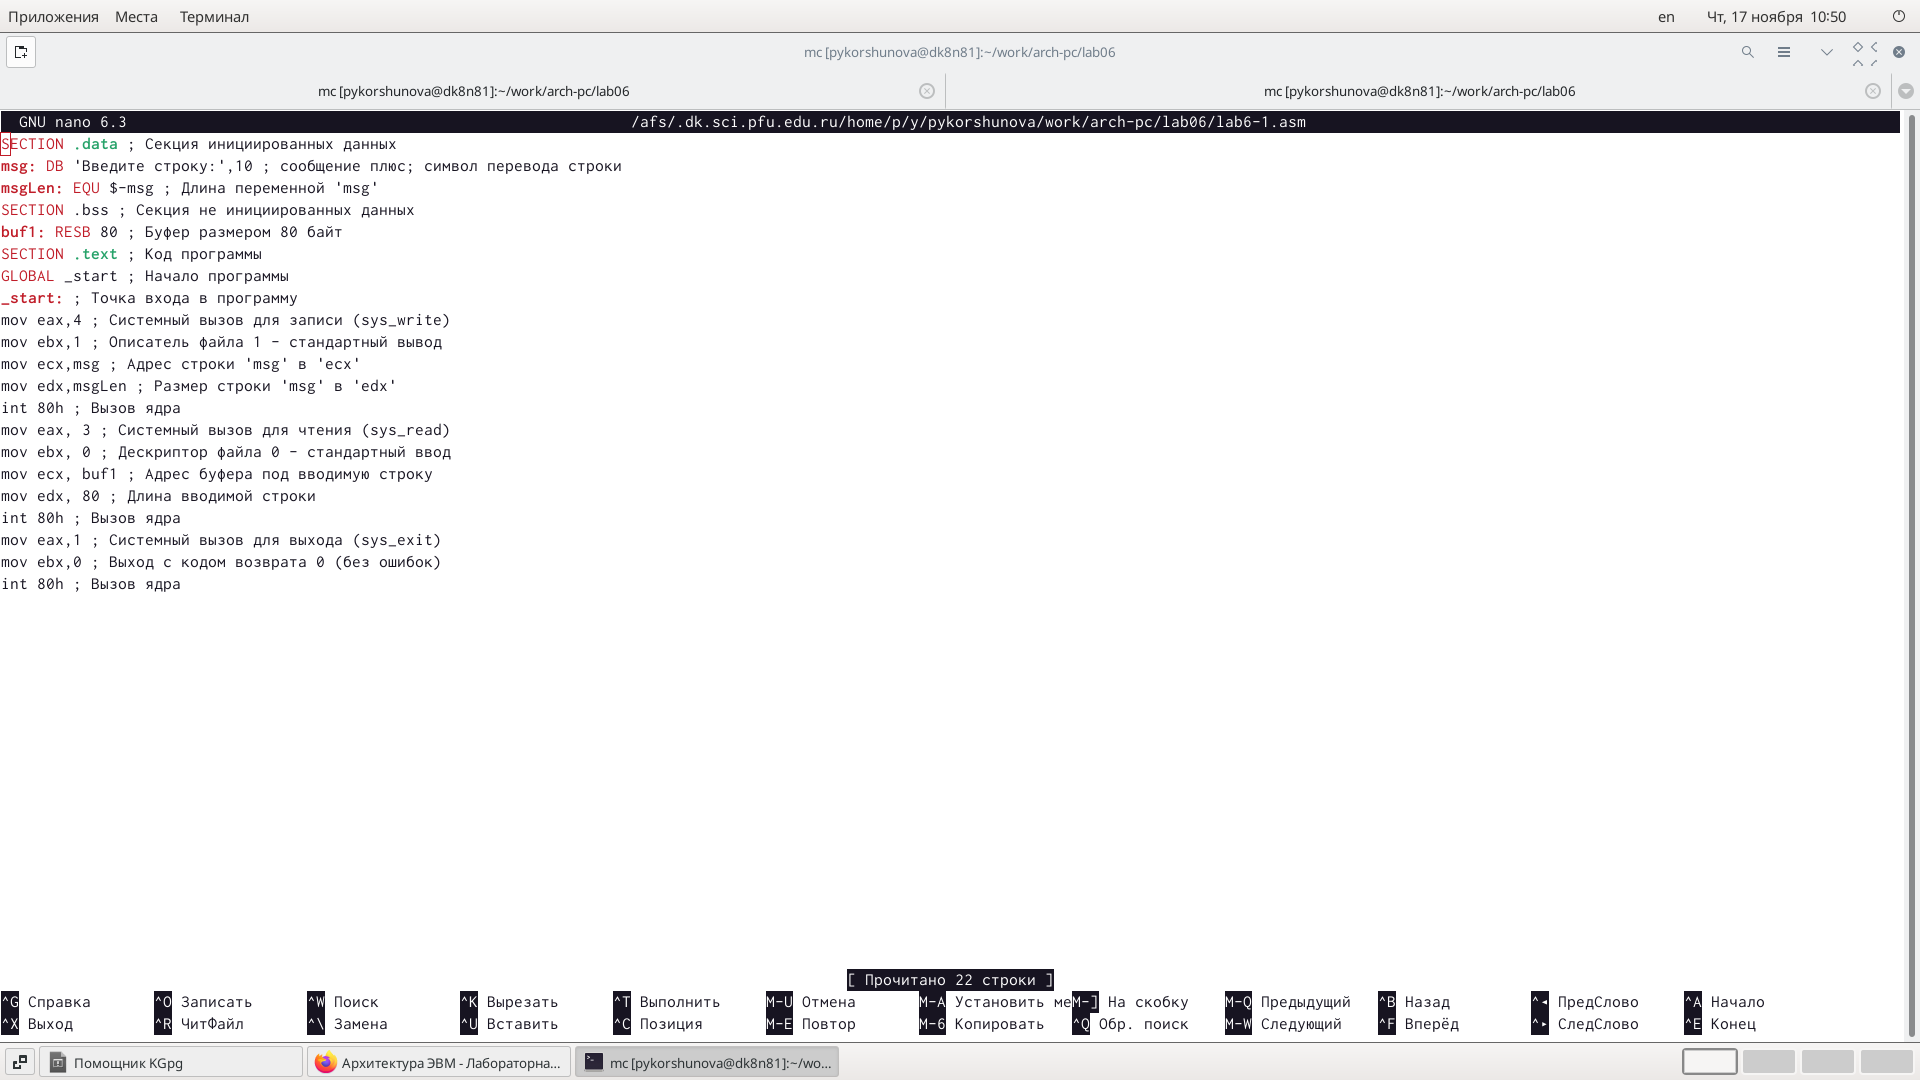 Приложения Места Терминал en Чт, 17 ноября 10:50
mc [pykorshunova@dk8n81]:~/work/arch-pc/lab06
mc [pykorshunova@dk8n81]:~/work/arch-pc/lab06 mc [pykorshunova@dk8n81]:~/work/arch-pc/lab06
GNU nano 6.3 /afs/.dk.sci.pfu.edu.ru/home/p/y/pykorshunova/work/arch-pc/lab06/lab6-1.asm
SECTION .data ; Секция инициированных данных
msg: DB 'Введите строку:',10 ; сообщение плюс; символ перевода строки
msgLen: EQU $-msg ; Длина переменной 'msg'
SECTION .bss ; Секция не инициированных данных
buf1: RESB 80 ; Буфер размером 80 байт
SECTION .text ; Код программы
GLOBAL _start ; Начало программы
_start: ; Точка входа в программу
mov eax,4 ; Системный вызов для записи (sys_write)
mov ebx,1 ; Описатель файла 1 - стандартный вывод
mov ecx,msg ; Адрес строки 'msg' в 'ecx'
mov edx,msgLen ; Размер строки 'msg' в 'edx'
int 80h ; Вызов ядра
mov eax, 3 ; Системный вызов для чтения (sys_read)
mov ebx, 0 ; Дескриптор файла 0 - стандартный ввод
mov ecx, buf1 ; Адрес буфера под вводимую строку
mov edx, 80 ; Длина вводимой строки
int 80h ; Вызов ядра
mov eax,1 ; Системный вызов для выхода (sys_exit)
mov ebx,0 ; Выход с кодом возврата 0 (без ошибок)
int 80h ; Вызов ядра
[ Прочитано 22 строки ]
^G Справка ^O Записать ^W Поиск ^K Вырезать ^T Выполнить M-U Отмена M-A Установить меM-] На скобку M-Q Предыдущий ^B Назад ^◂ ПредСлово ^A Начало
^X Выход ^R ЧитФайл ^\ Замена ^U Вставить ^C Позиция M-E Повтор M-6 Копировать ^Q Обр. поиск M-W Следующий ^F Вперёд ^▸ СледСлово ^E Конец
Помощник KGpg Архитектура ЭВМ - Лабораторна... mc [pykorshunova@dk8n81]:~/wo...